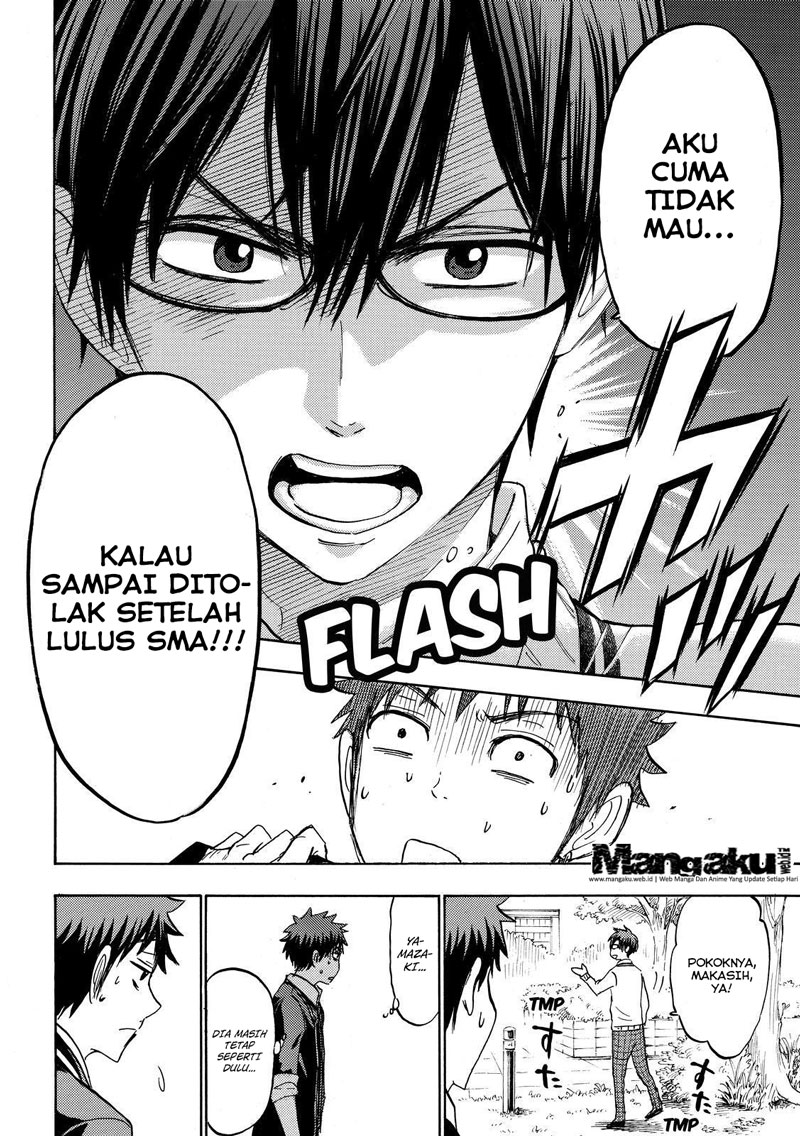 AKU
CUMA
TIDAK
MAU...
カッ
KALAU
SAMPAI DITO-
LAK SETELAH
LULUS SMA!!!
FLASH
Mangaku
www.mangaku.web.id | Web Manga Dan Anime Yang Update Setiap Hari
POKOKNYA,
MAKASIH,
YA!
TMP
すた
すた
TMP
YA-
MAZA-
KI...
DIA MASIH
TETAP
SEPERTI
DULU...